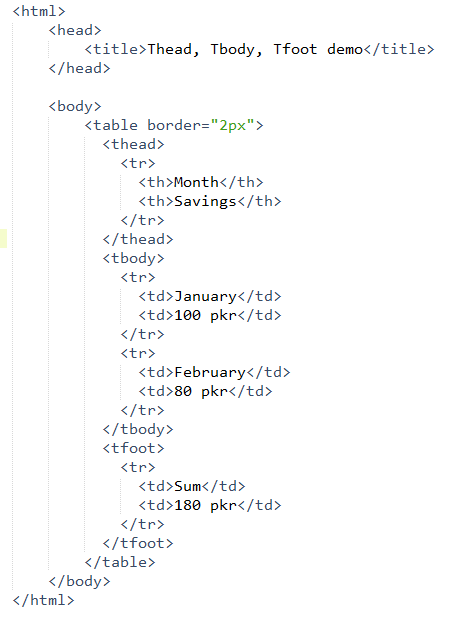 <html>
<head>
<title>Thead, Tbody, Tfoot demo</title>
</head>
<body>
<table border="2px">
<thead>
<tr>
<th>Month</th>
<th>Savings</th>
</tr>
</thead>
<tbody>
<tr>
<td>January</td>
<td>100 pkr</td>
</tr>
<tr>
<td>February</td>
<td>80 pkr</td>
</tr>
</tbody>
<tfoot>
<tr>
<td>Sum</td>
<td>180 pkr</td>
</tr>
</tfoot>
</table>
</body>
</html>